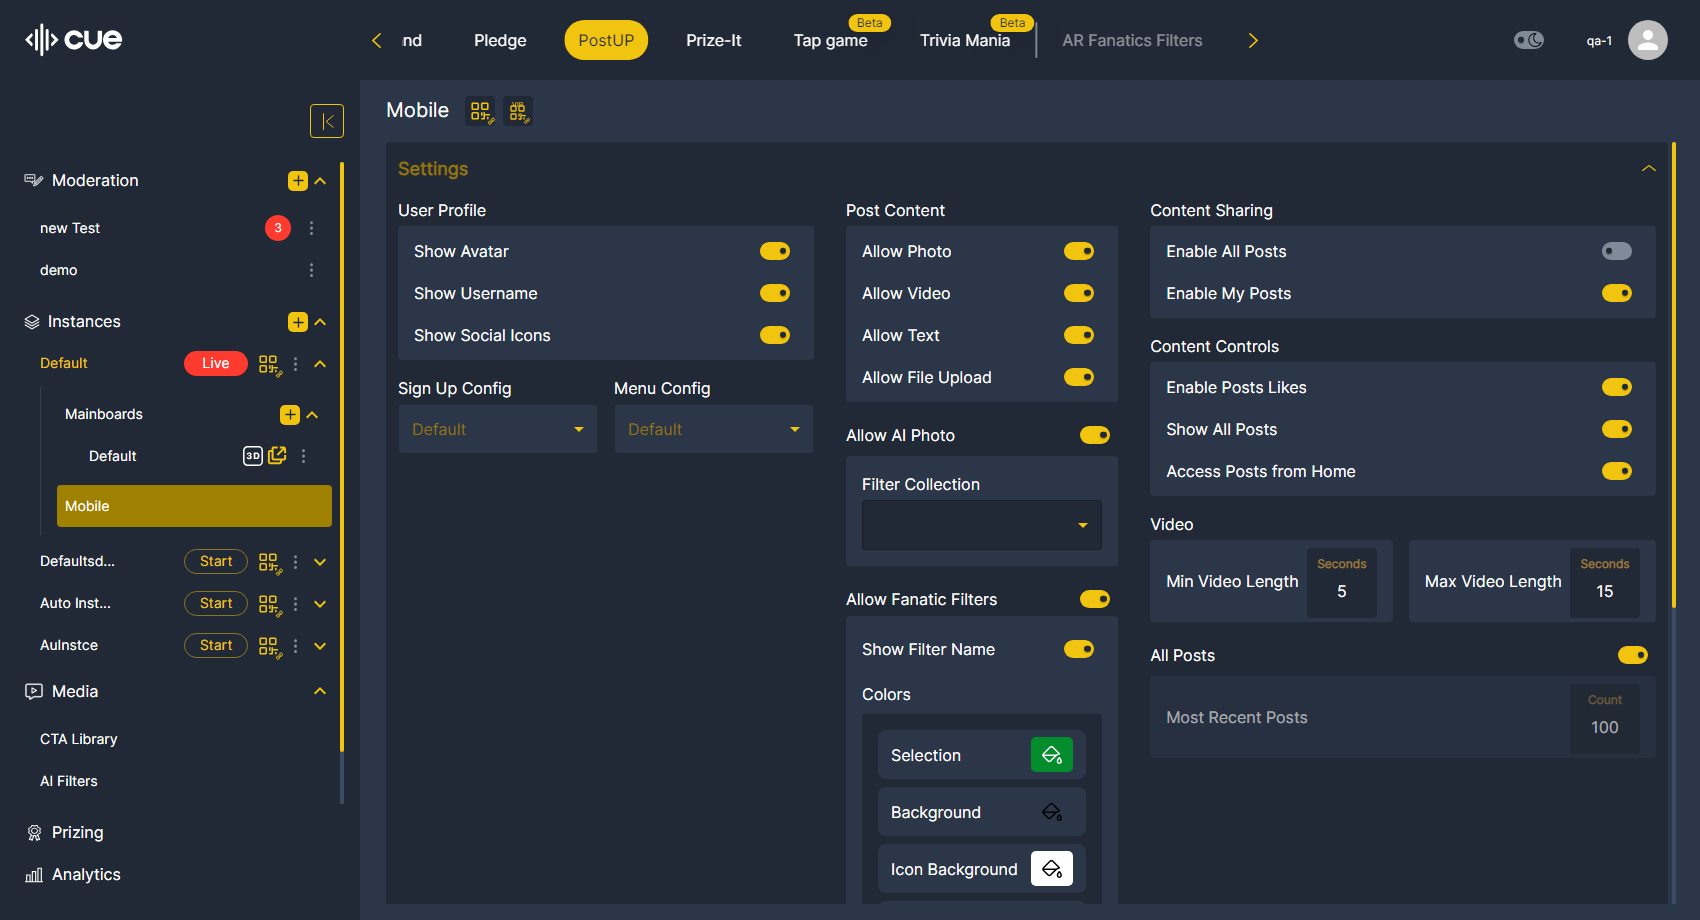 cue
nd
Pledge
PostUP
Prize-It
Beta
Tap game
Beta
Trivia Mania
AR Fanatics Filters
qa-1
Moderation
new Test
3
demo
Instances
Default
Live
Mainboards
Default
3D
Mobile
Defaultsd...
Start
Auto Inst...
Start
AuInstce
Start
Media
CTA Library
AI Filters
Prizing
Analytics
Mobile
Settings
User Profile
Show Avatar
Show Username
Show Social Icons
Sign Up Config
Default
Menu Config
Default
Post Content
Allow Photo
Allow Video
Allow Text
Allow File Upload
Allow AI Photo
Filter Collection
Allow Fanatic Filters
Show Filter Name
Colors
Selection
Background
Icon Background
Content Sharing
Enable All Posts
Enable My Posts
Content Controls
Enable Posts Likes
Show All Posts
Access Posts from Home
Video
Min Video Length
Seconds
5
Max Video Length
Seconds
15
All Posts
Most Recent Posts
Count
100